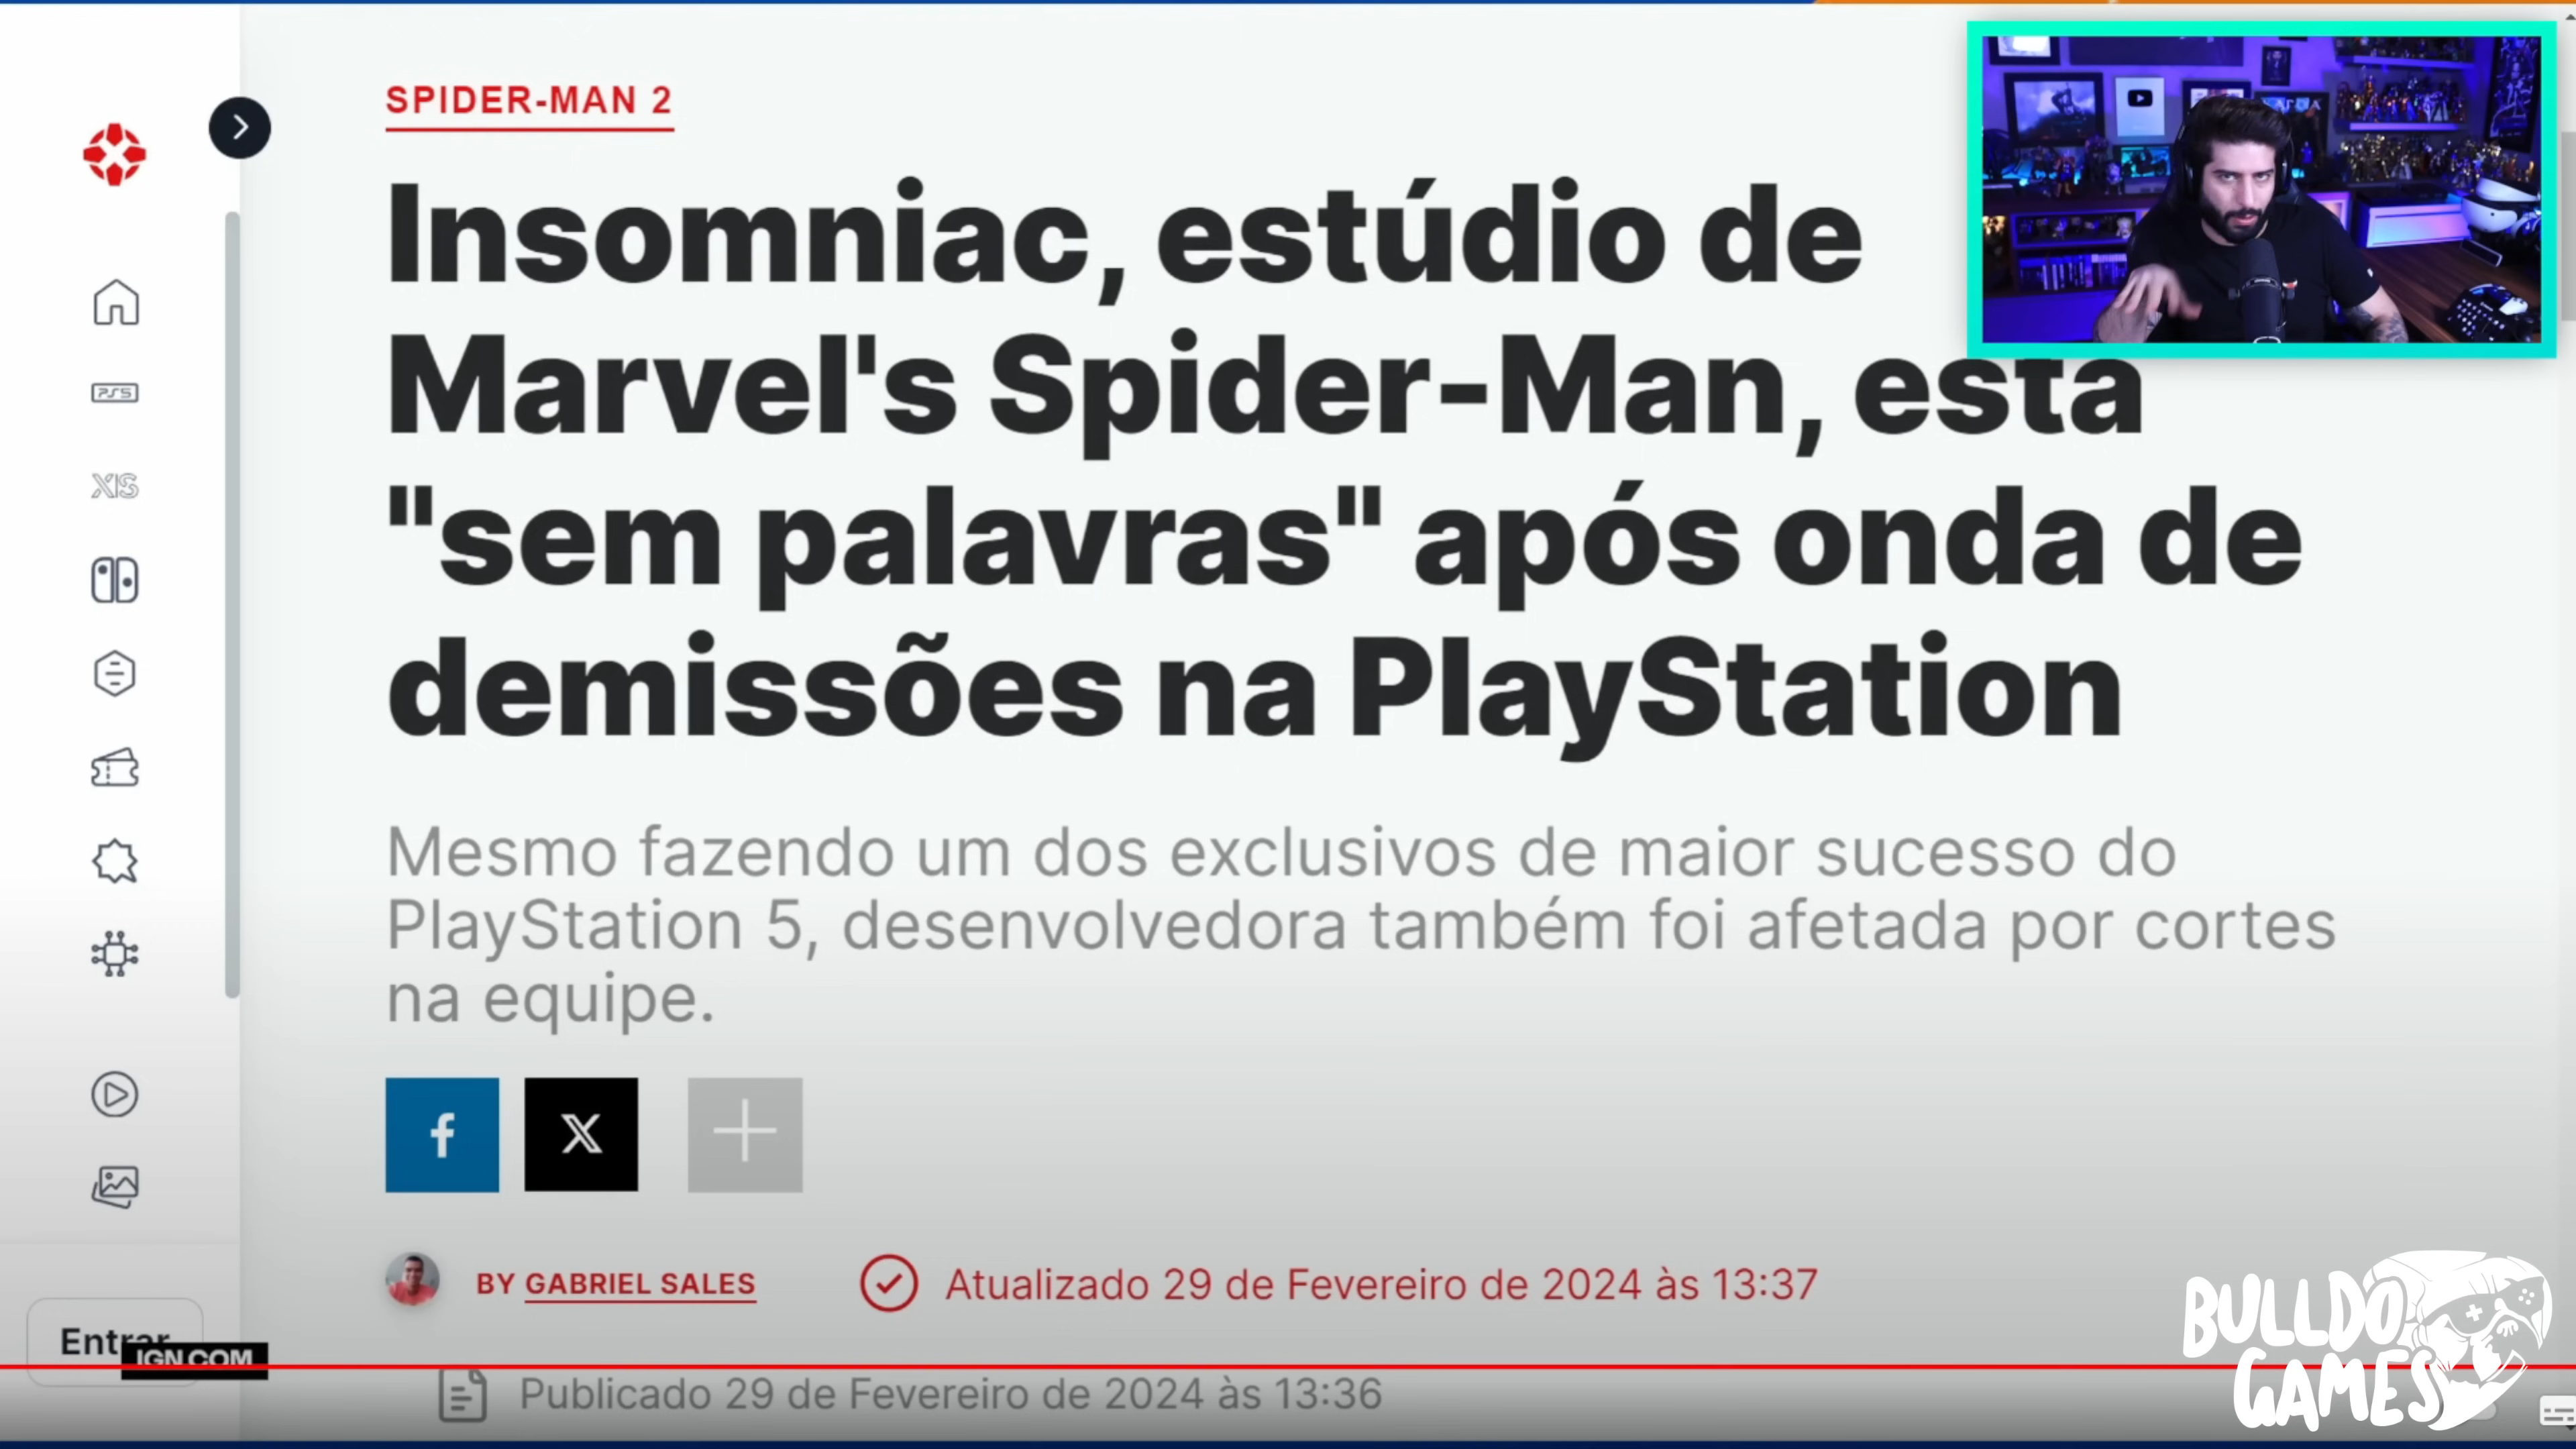 SPIDER-MAN 2
Insomniac, estúdio de
Marvel's Spider-Man, está
"sem palavras" após onda de
demissões na PlayStation
Mesmo fazendo um dos exclusivos de maior sucesso do
PlayStation 5, desenvolvedora também foi afetada por cortes
na equipe.
BY GABRIEL SALES
Atualizado 29 de Fevereiro de 2024 às 13:37
Publicado 29 de Fevereiro de 2024 às 13:36
PS5
X|S
f
X
Entrar
IGN.COM
BULLDOG
GAMES